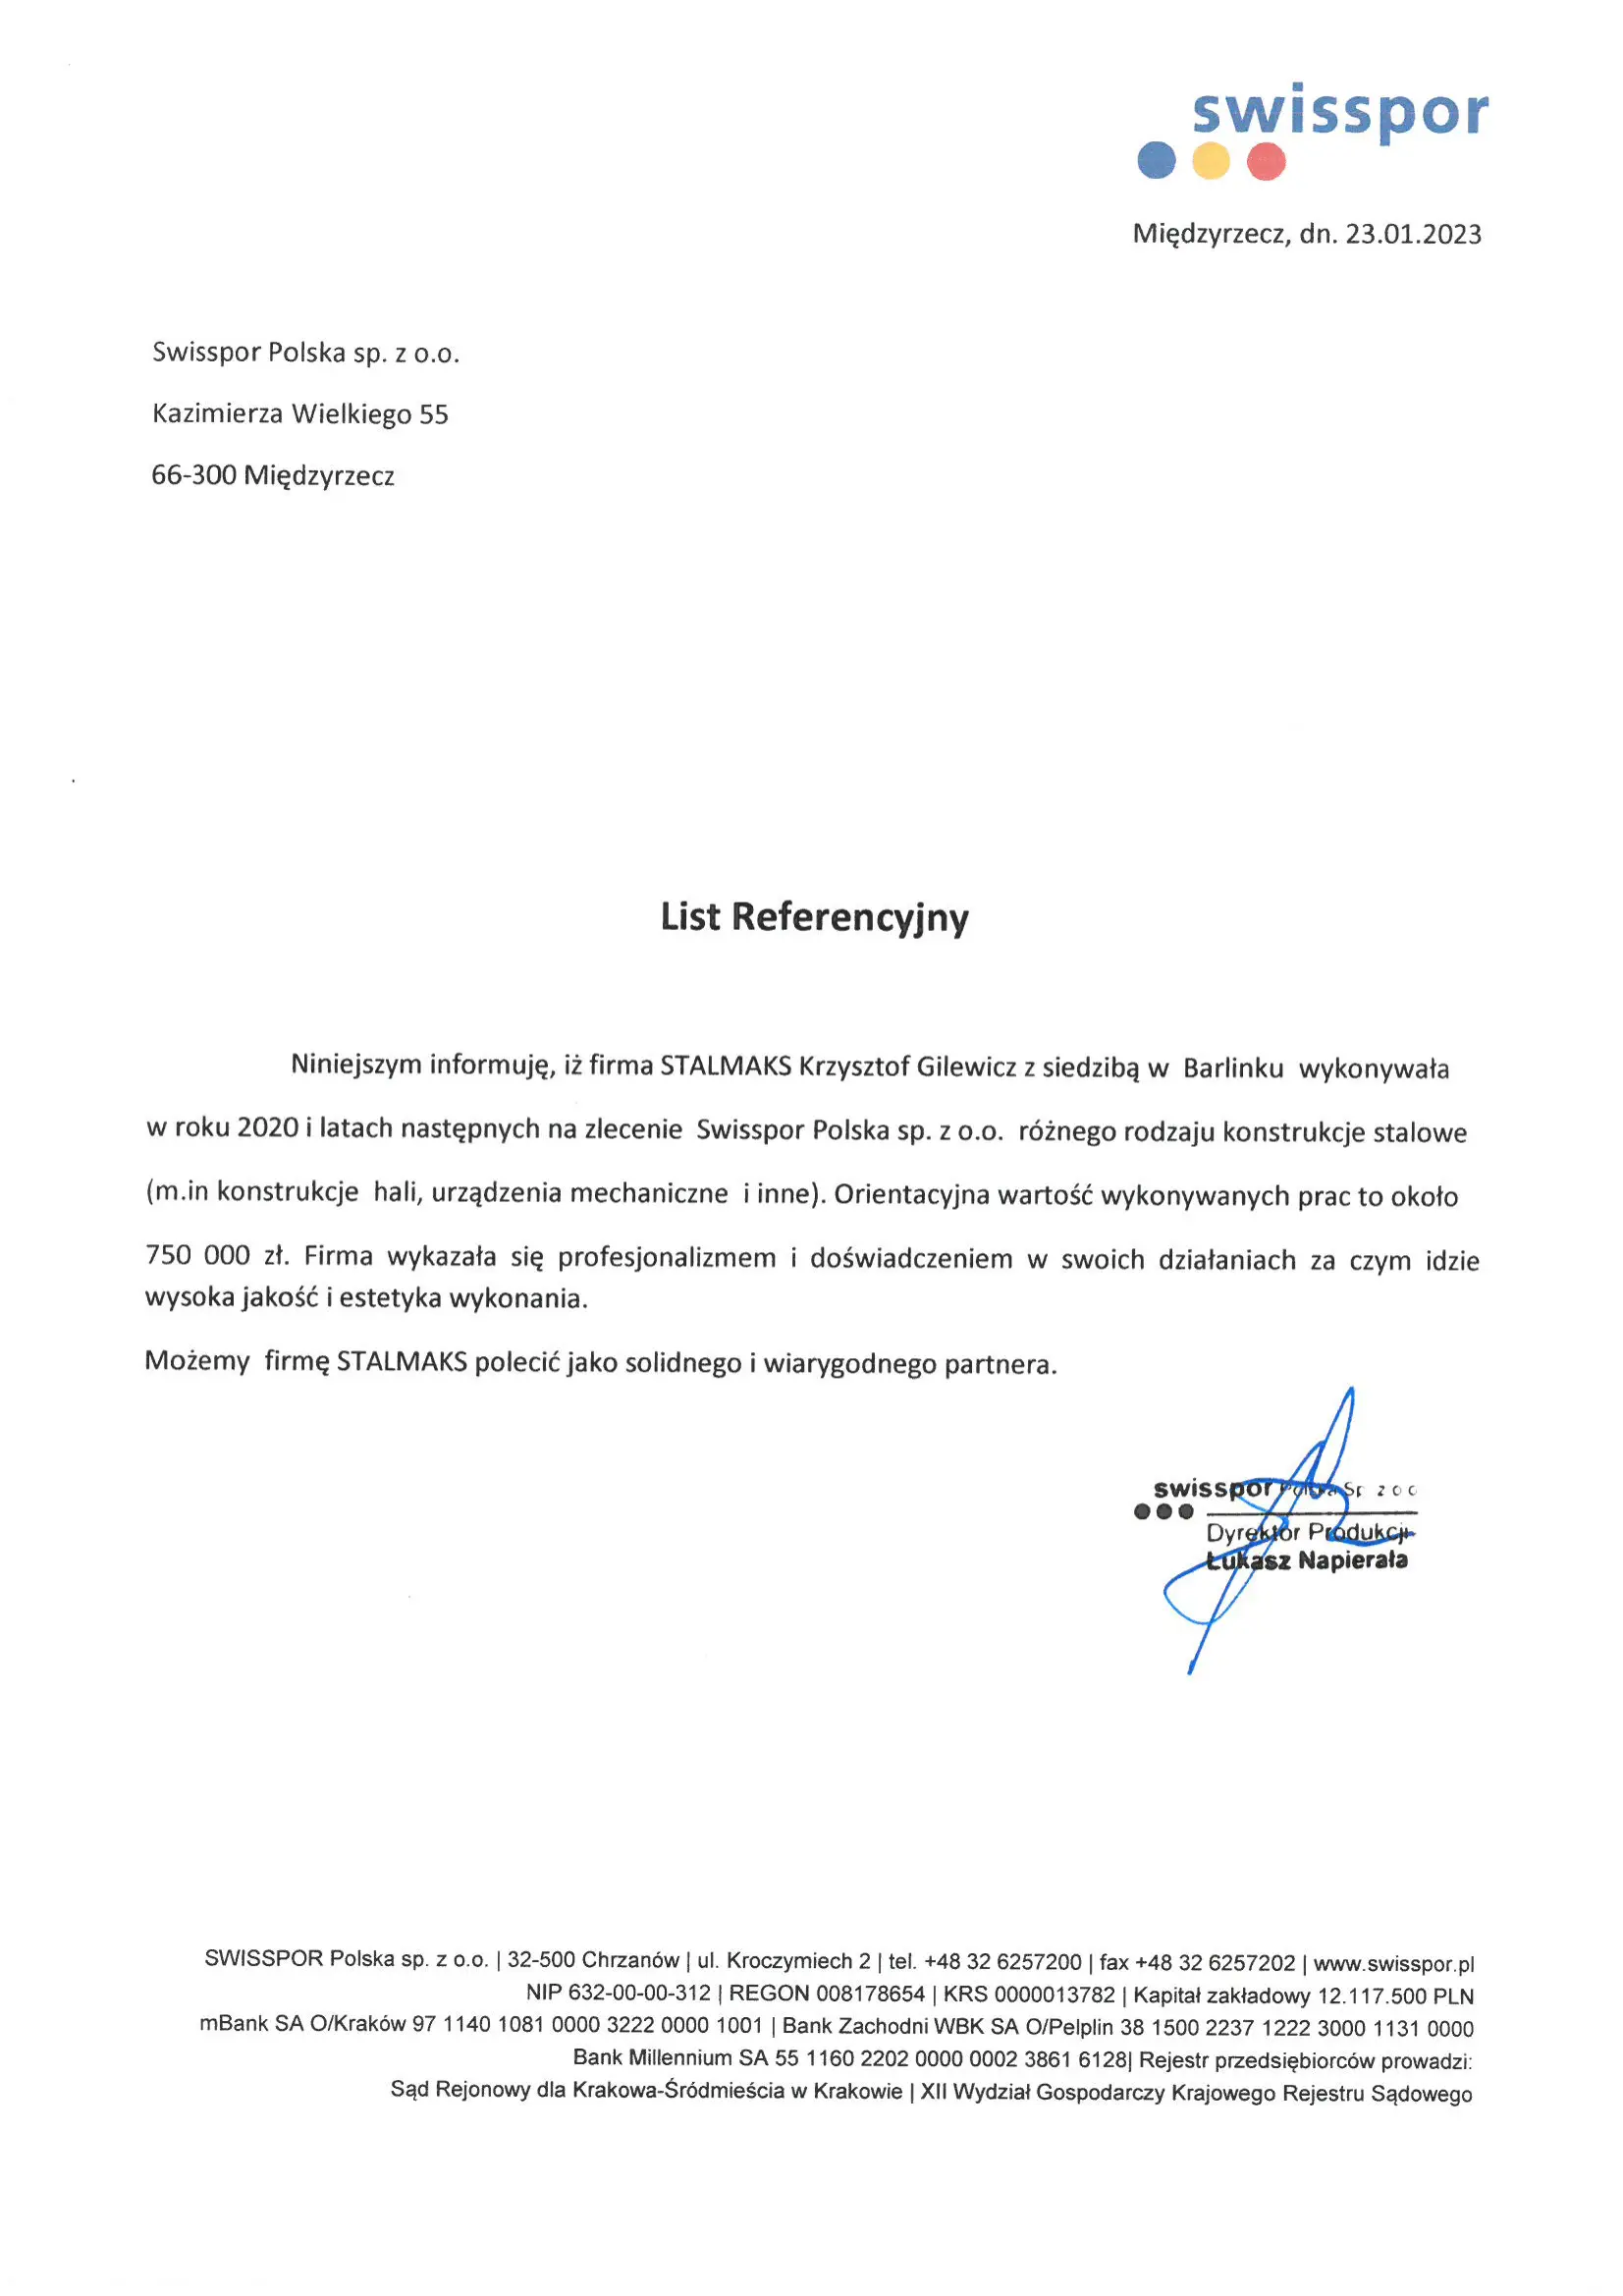 swisspor
Międzyrzecz, dn. 23.01.2023
Swisspor Polska sp. z o.o.
Kazimierza Wielkiego 55
66-300 Międzyrzecz
List Referencyjny
Niniejszym informuję, iż firma STALMAKS Krzysztof Gilewicz z siedzibą w Barlinku wykonywała
w roku 2020 i latach następnych na zlecenie Swisspor Polska sp. z o.o. różnego rodzaju konstrukcje stalowe
(m.in konstrukcje hali, urządzenia mechaniczne i inne). Orientacyjna wartość wykonywanych prac to około
750 000 zł. Firma wykazała się profesjonalizmem i doświadczeniem w swoich działaniach za czym idzie
wysoka jakość i estetyka wykonania.
Możemy firmę STALMAKS polecić jako solidnego i wiarygodnego partnera.
swisspor Polska Sp. z o.o.
Dyrektor Produkcji
Łukasz Napierała
SWISSPOR Polska sp. z o.o. | 32-500 Chrzanów | ul. Kroczymiech 2 | tel. +48 32 6257200 | fax +48 32 6257202 | www.swisspor.pl
NIP 632-00-00-312 | REGON 008178654 | KRS 0000013782 | Kapitał zakładowy 12.117.500 PLN
mBank SA O/Kraków 97 1140 1081 0000 3222 0000 1001 | Bank Zachodni WBK SA O/Pelplin 38 1500 2237 1222 3000 1131 0000
Bank Millennium SA 55 1160 2202 0000 0002 3861 6128| Rejestr przedsiębiorców prowadzi:
Sąd Rejonowy dla Krakowa-Śródmieścia w Krakowie | XII Wydział Gospodarczy Krajowego Rejestru Sądowego